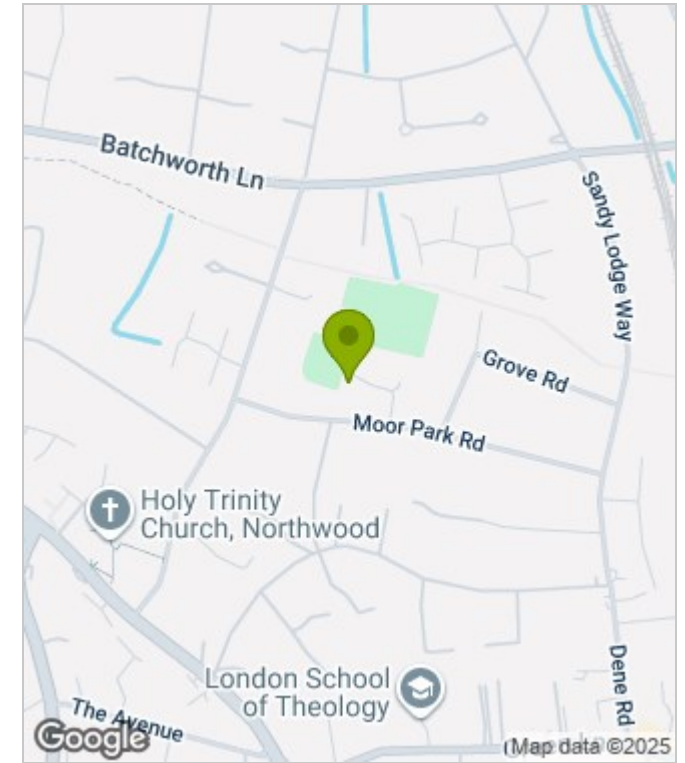 Batchworth Ln
Sandy Lodge Way
Grove Rd
Moor Park Rd
Holy Trinity
Church, Northwood
London School
of Theology
Dene Rd
The Avenue
Google
Map data ©2025